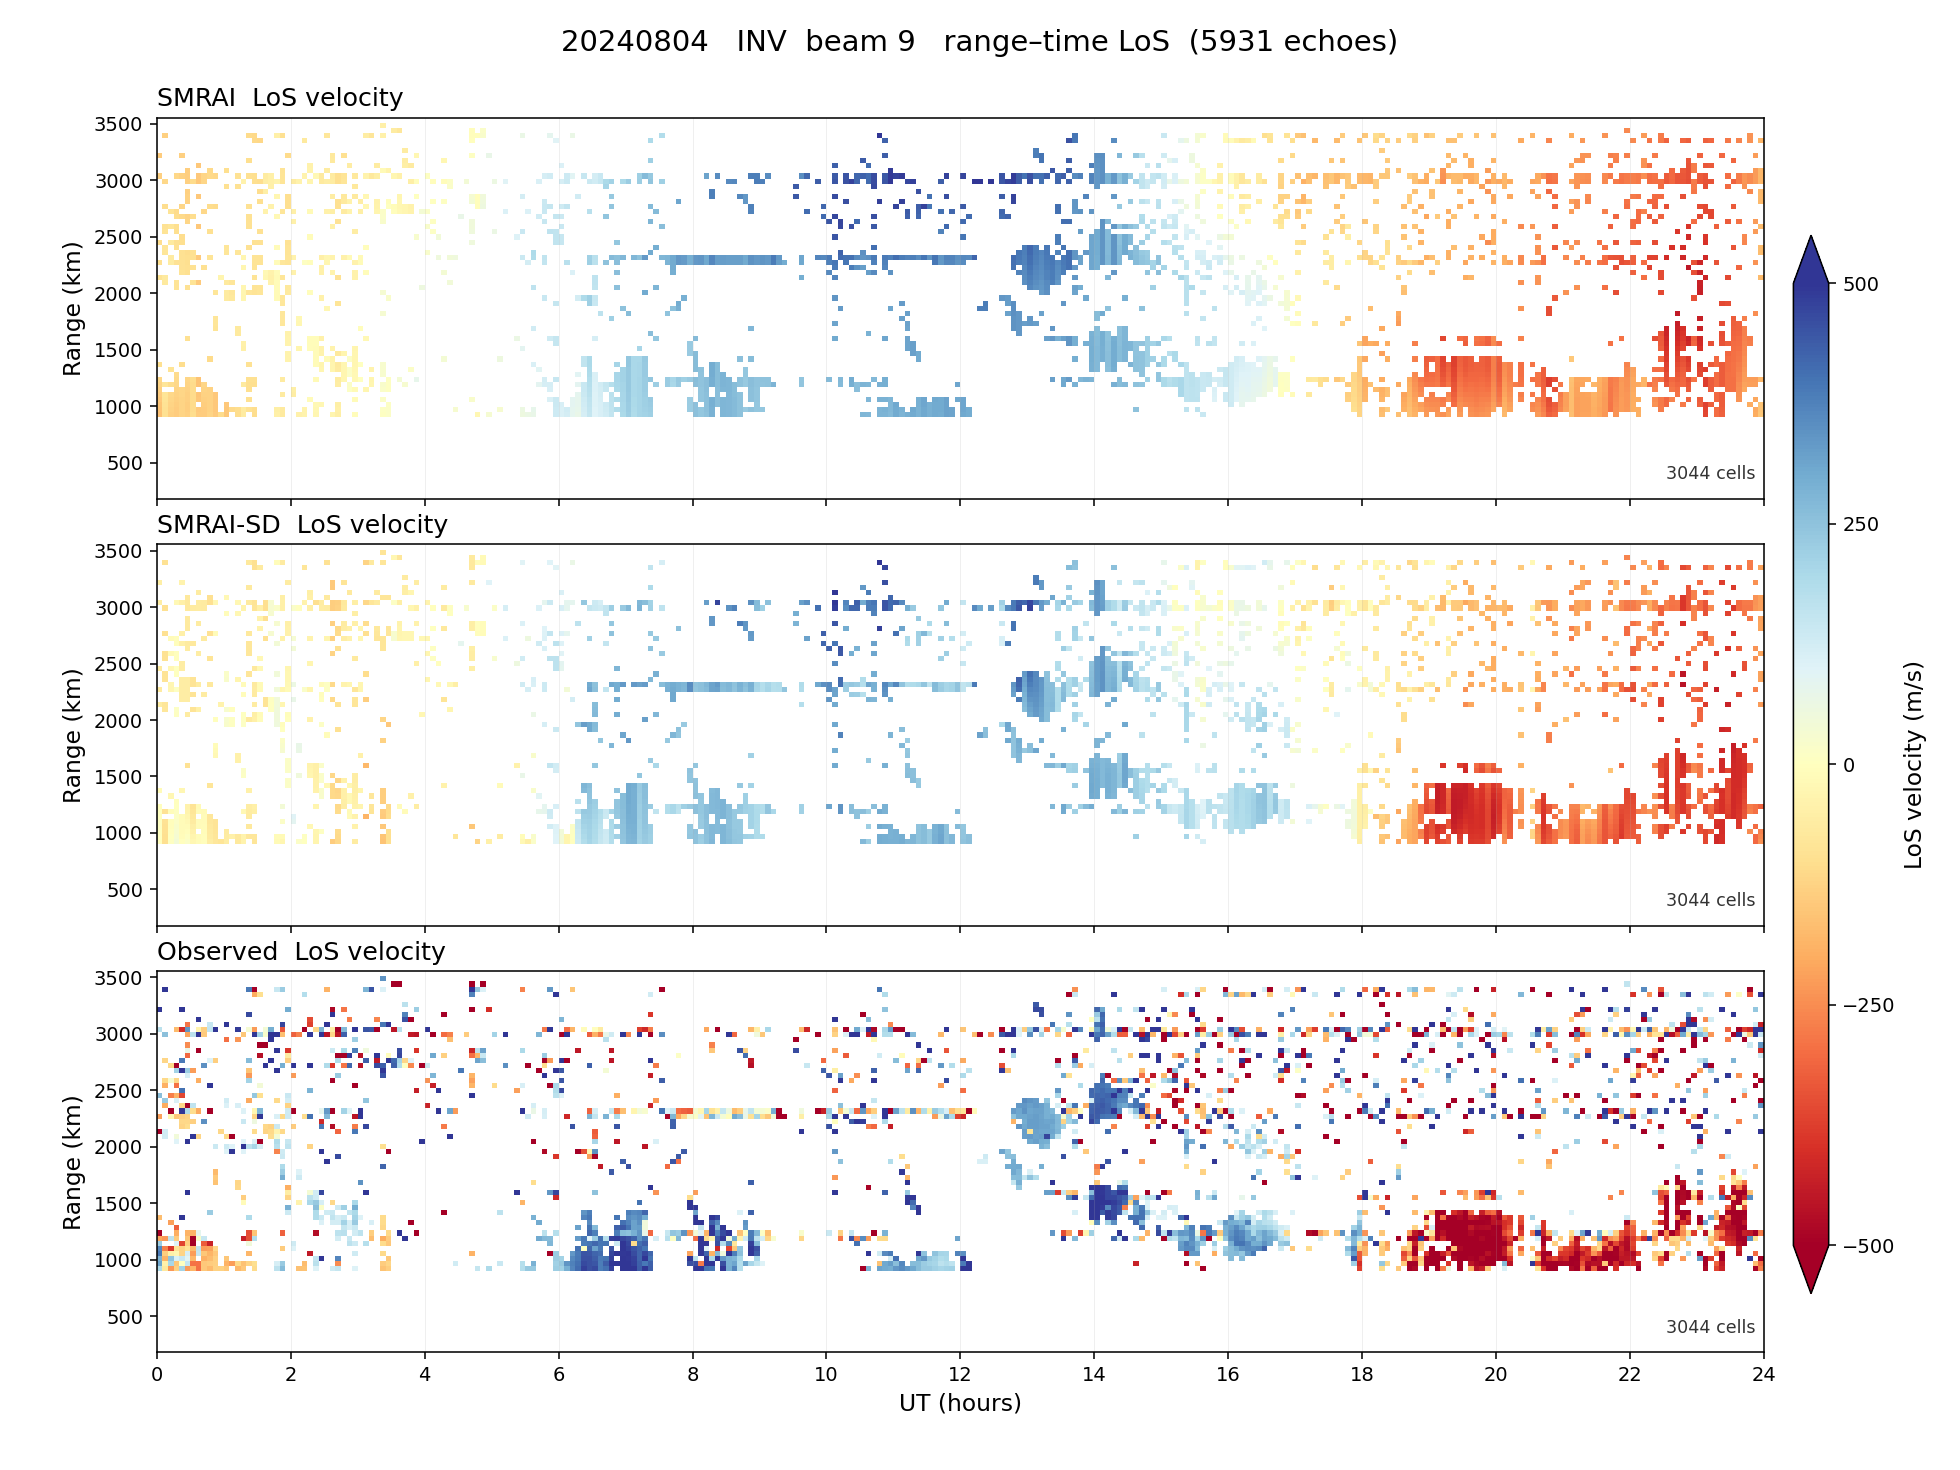 20240804   INV  beam 9   range–time LoS  (5931 echoes)
SMRAI  LoS velocity
3500
3000
2500
2000
1500
1000
500
Range (km)
3044 cells
SMRAI-SD  LoS velocity
3500
3000
2500
2000
1500
1000
500
Range (km)
3044 cells
Observed  LoS velocity
3500
3000
2500
2000
1500
1000
500
Range (km)
3044 cells
0 2 4 6 8 10 12 14 16 18 20 22 24
UT (hours)
500
250
0
−250
−500
LoS velocity (m/s)